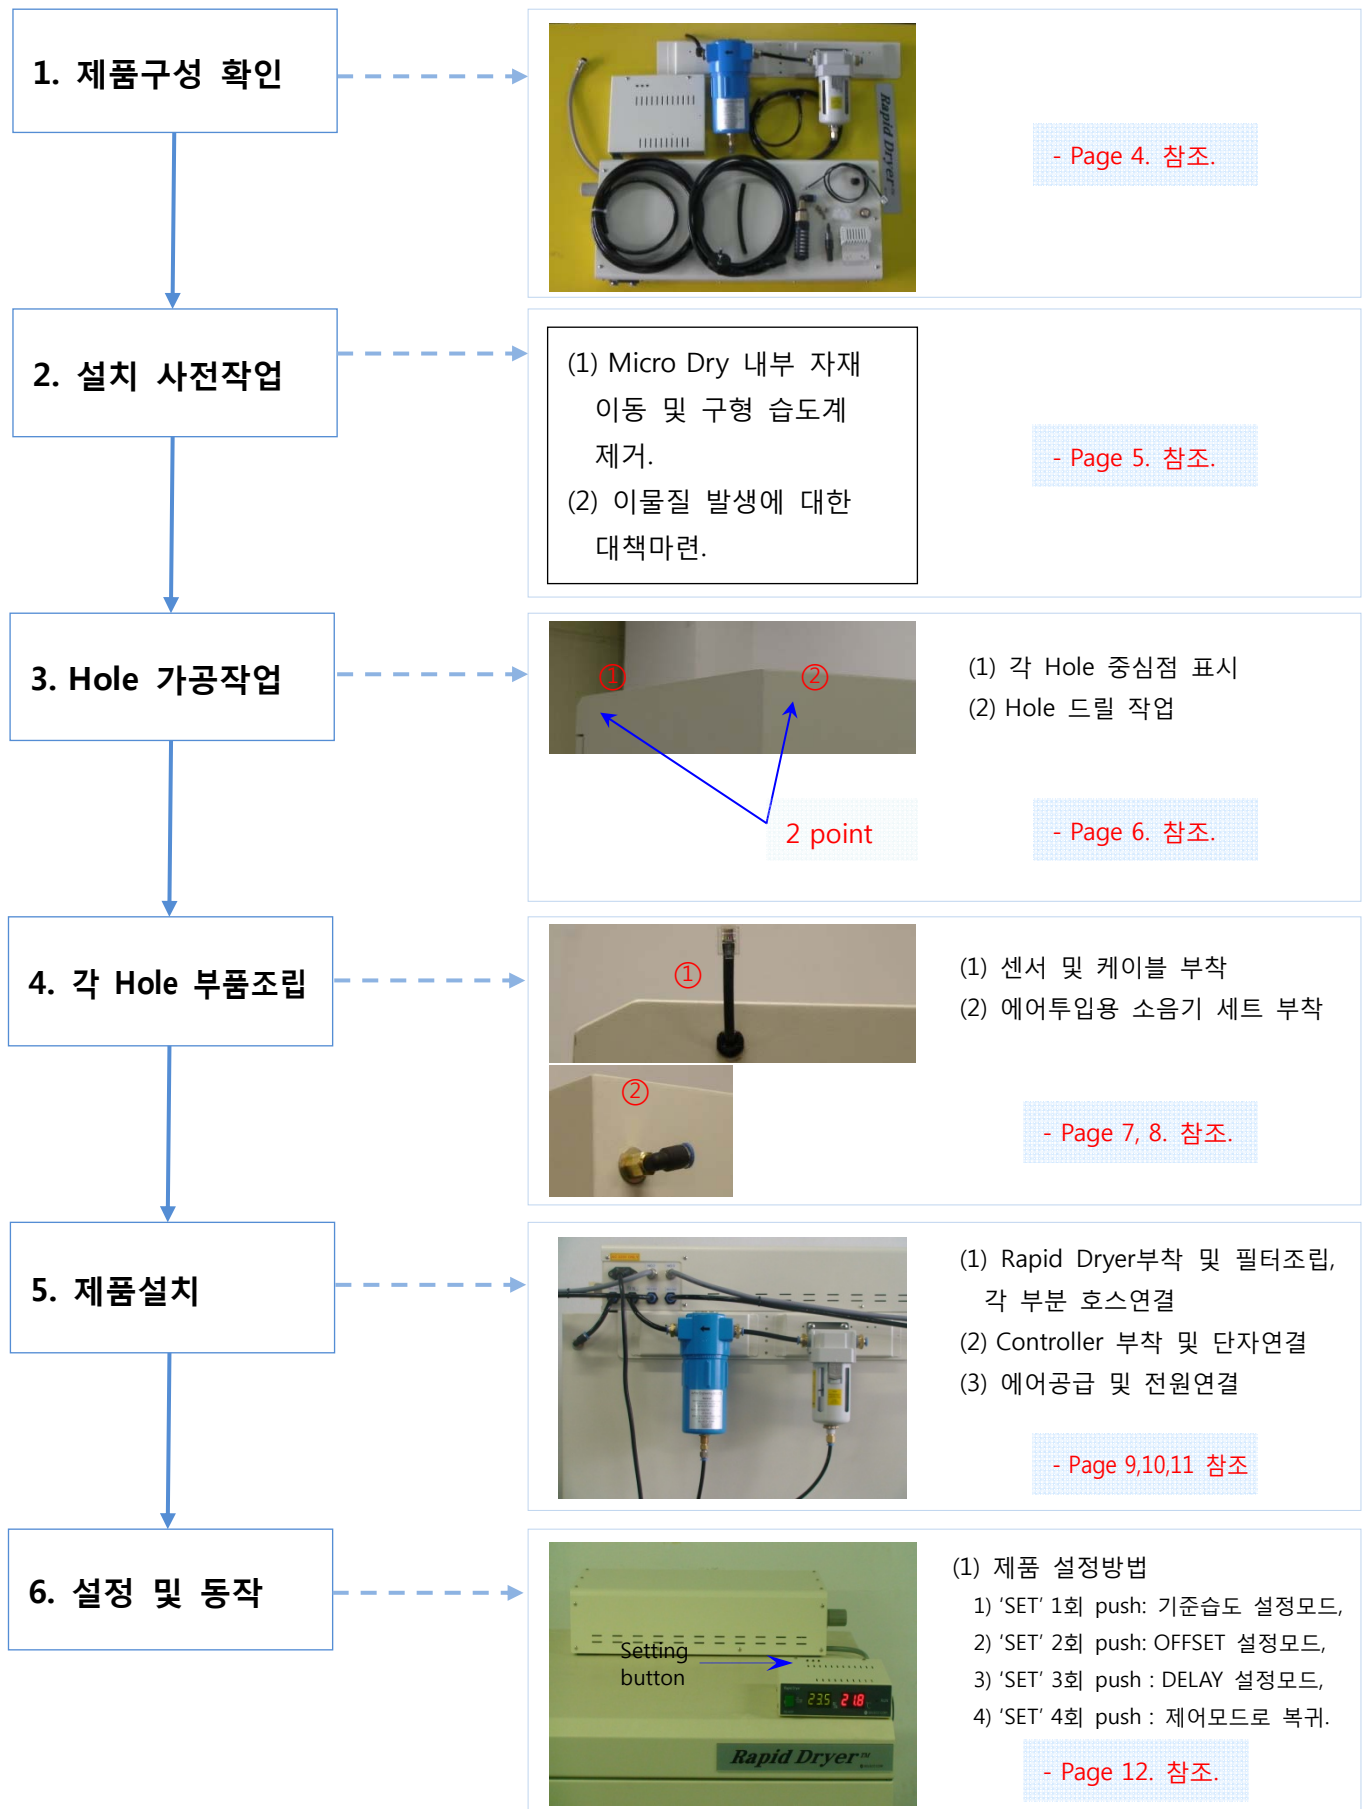 1. 제품구성 확인
Rapid Dryer™
- Page 4. 참조.
2. 설치 사전작업
(1) Micro Dry 내부 자재
이동 및 구형 습도계
제거.
(2) 이물질 발생에 대한
대책마련.
- Page 5. 참조.
3. Hole 가공작업
① ②
2 point
(1) 각 Hole 중심점 표시
(2) Hole 드릴 작업
- Page 6. 참조.
4. 각 Hole 부품조립
①
②
(1) 센서 및 케이블 부착
(2) 에어투입용 소음기 세트 부착
- Page 7, 8. 참조.
5. 제품설치
(1) Rapid Dryer부착 및 필터조립,
각 부분 호스연결
(2) Controller 부착 및 단자연결
(3) 에어공급 및 전원연결
- Page 9,10,11 참조
6. 설정 및 동작
Setting
button
23.5 21.8
Rapid Dryer™
(1) 제품 설정방법
1) ‘SET’ 1회 push: 기준습도 설정모드,
2) ‘SET’ 2회 push: OFFSET 설정모드,
3) ‘SET’ 3회 push : DELAY 설정모드,
4) ‘SET’ 4회 push : 제어모드로 복귀.
- Page 12. 참조.